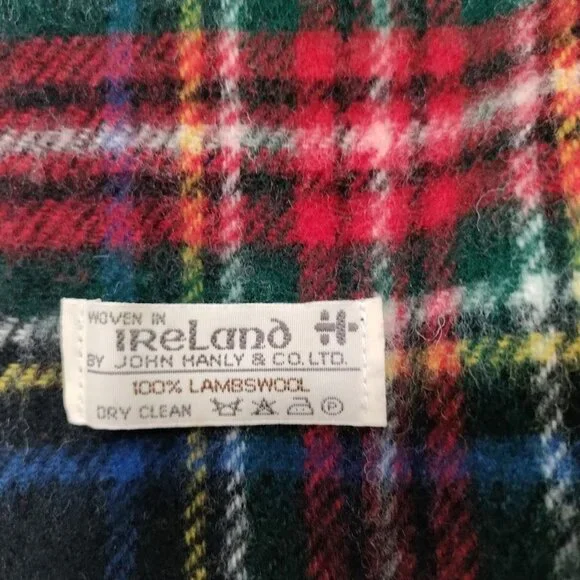 WOVEN IN
IReLand
BY JOHN HANLY & CO. LTD.
100% LAMBSWOOL
DRY CLEAN P